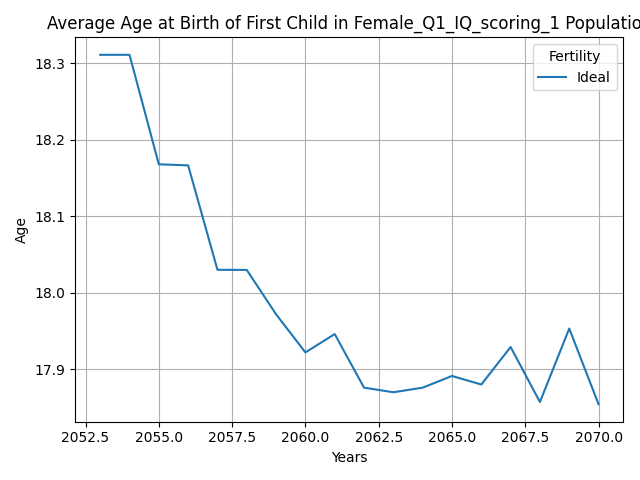 Average Age at Birth of First Child in Female_Q1_IQ_scoring_1 Populatio
Fertility
Ideal
18.3
18.2
18.1
18.0
17.9
Age
2052.5 2055.0 2057.5 2060.0 2062.5 2065.0 2067.5 2070.0
Years